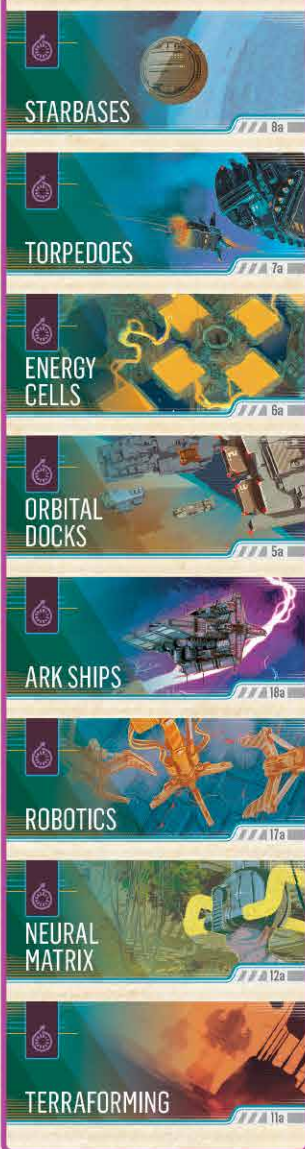 STARBASES
8a
TORPEDOES
7a
ENERGY
CELLS
6a
ORBITAL
DOCKS
5a
ARK SHIPS
18a
ROBOTICS
17a
NEURAL
MATRIX
12a
TERRAFORMING
11a